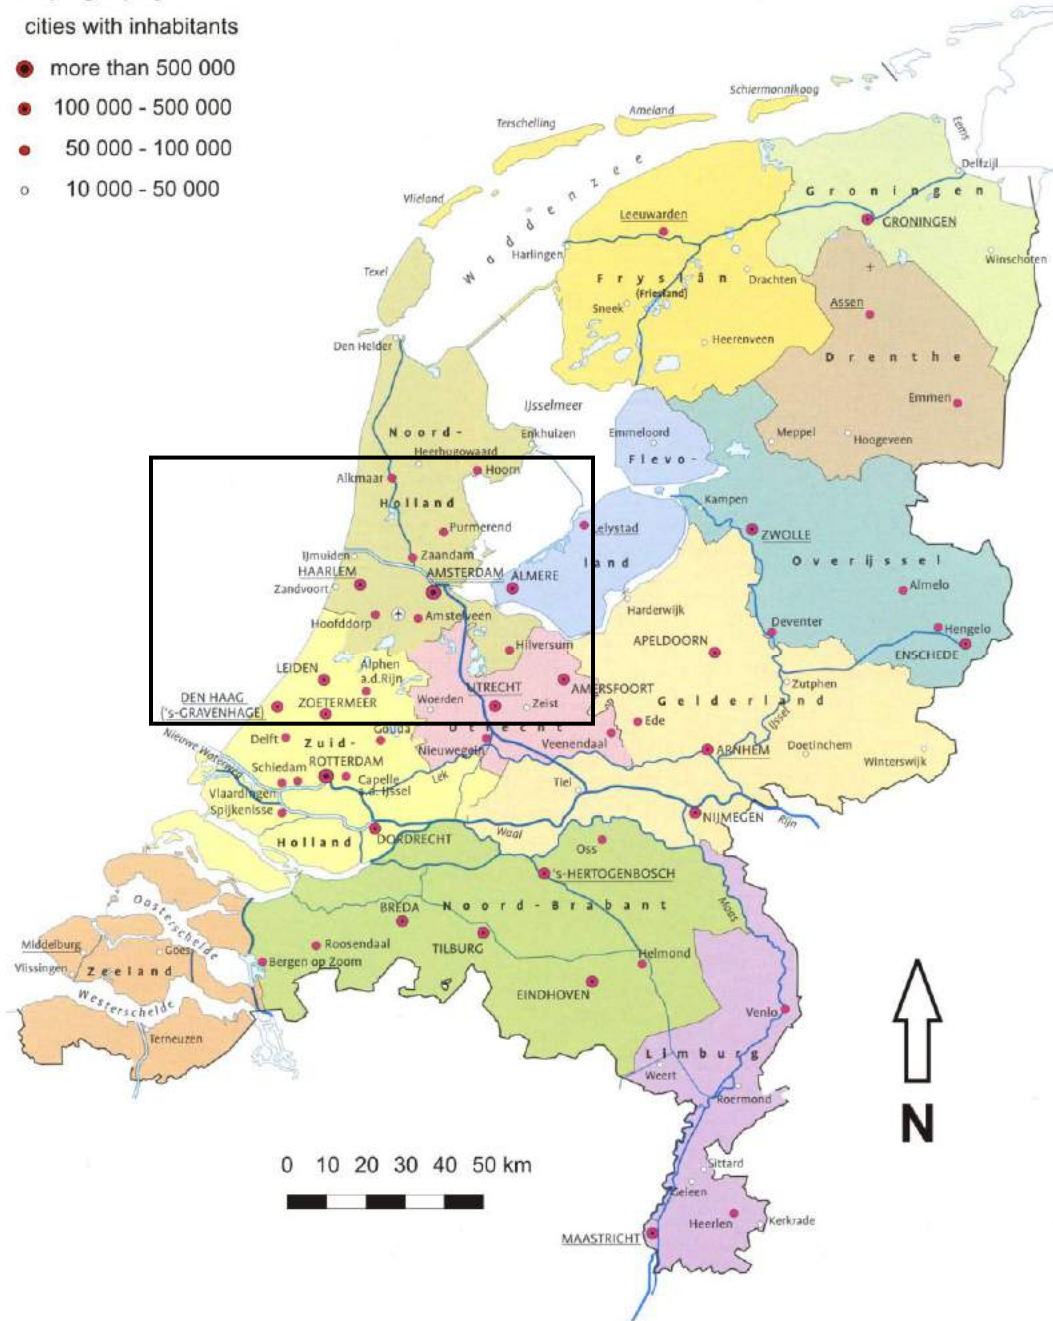 cities with inhabitants
more than 500 000
100 000 - 500 000
50 000 - 100 000
10 000 - 50 000
Schiermonnikoog
Ameland
Terschelling
Vlieland
Texel
Waddenzee
Eems
Delfzijl
Groningen
GRONINGEN
Winschoten
Leeuwarden
Harlingen
Fryslân
(Friesland)
Drachten
Sneek
Heerenveen
Assen
Drenthe
Emmen
Meppel
Hoogeveen
Den Helder
IJsselmeer
Enkhuizen
Emmeloord
Flevo-
land
Noord-
Holland
Heerhugowaard
Hoorn
Alkmaar
Purmerend
Lelystad
Kampen
ZWOLLE
Overijssel
IJmuiden
Zaandam
HAARLEM
AMSTERDAM
ALMERE
Zandvoort
Harderwijk
Almelo
Hoofddorp
Amstelveen
Deventer
Hengelo
APELDOORN
ENSCHEDE
Hilversum
LEIDEN
Alphen
a.d.Rijn
UTRECHT
AMERSFOORT
Zutphen
DEN HAAG
('s-GRAVENHAGE)
ZOETERMEER
Woerden
Zeist
Gelderland
IJssel
Delft
Gouda
Utrecht
Ede
Nieuwe Waterweg
Zuid-
Holland
Nieuwegein
Veenendaal
ARNHEM
Doetinchem
Winterswijk
Schiedam
ROTTERDAM
Capelle
a.d. IJssel
Lek
Vlaardingen
Spijkenisse
Tiel
NIJMEGEN
Rijn
DORDRECHT
Waal
Oss
's-HERTOGENBOSCH
Maas
Oosterschelde
BREDA
Noord-Brabant
TILBURG
Roosendaal
Helmond
Middelburg
Goes
Vlissingen
Zeeland
Bergen op Zoom
EINDHOVEN
Westerschelde
Terneuzen
Venlo
Limburg
Weert
Roermond
Sittard
Geleen
Heerlen
Kerkrade
MAASTRICHT
N
0 10 20 30 40 50 km